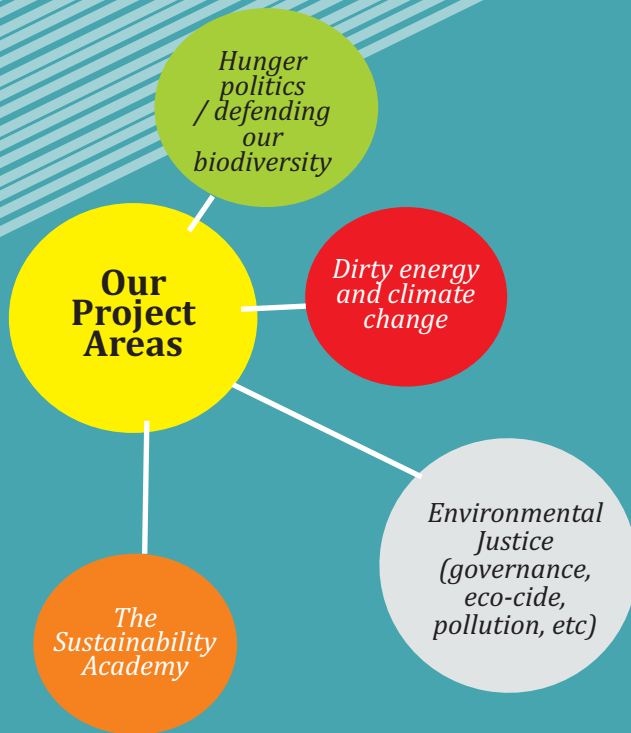 Hunger
politics
/ defending
our
biodiversity
Our
Project
Areas
Dirty energy
and climate
change
Environmental
Justice
(governance,
eco-cide,
pollution, etc)
The
Sustainability
Academy